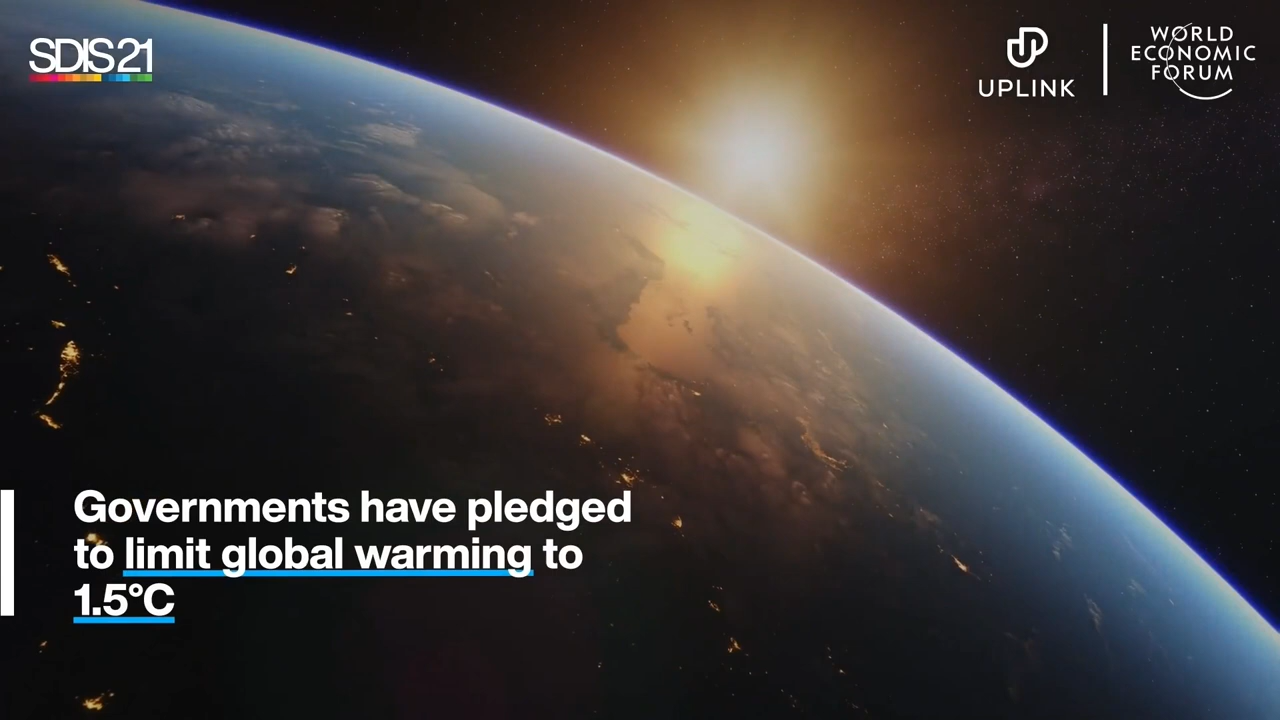 SDIS21
UPLINK
WORLD
ECONOMIC
FORUM
Governments have pledged
to limit global warming to
1.5°C